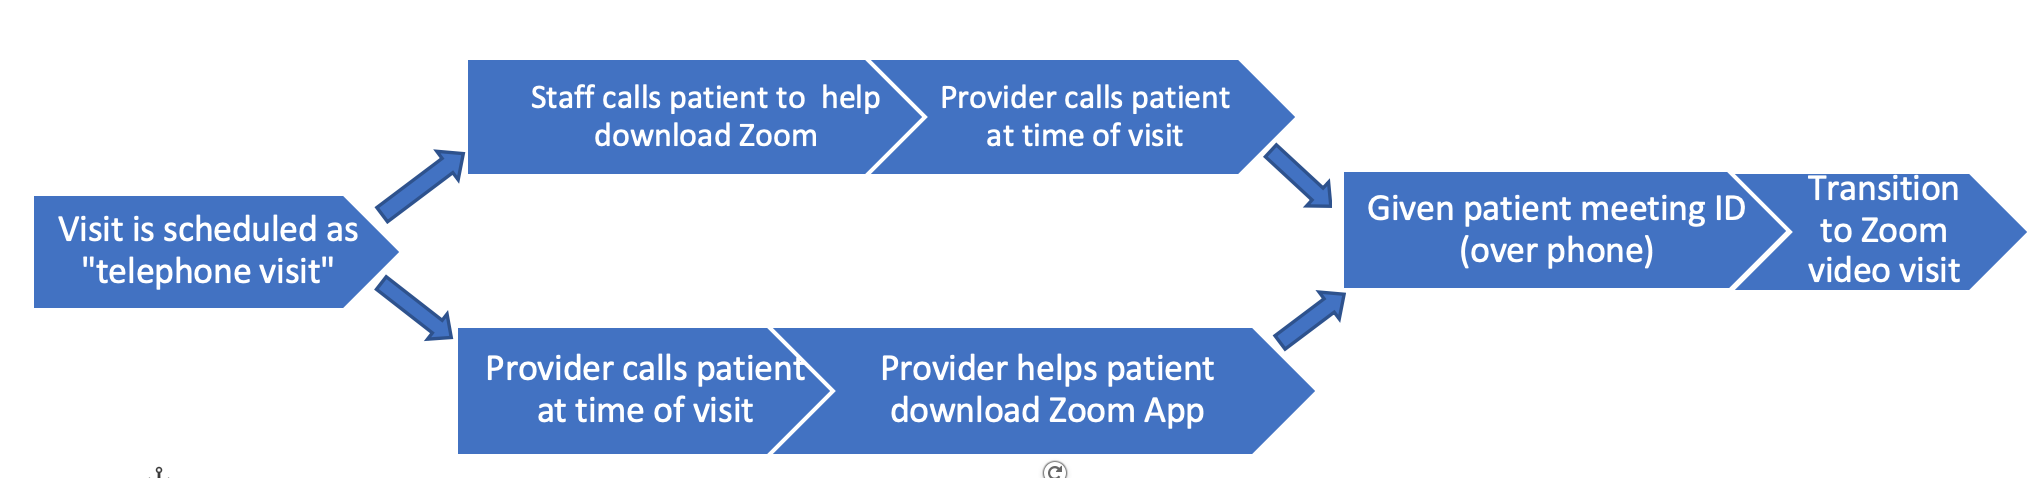 Visit is scheduled as
"telephone visit"
Staff calls patient to  help
download Zoom
Provider calls patient
at time of visit
Provider calls patient
at time of visit
Provider helps patient
download Zoom App
Given patient meeting ID
(over phone)
Transition
to Zoom
video visit